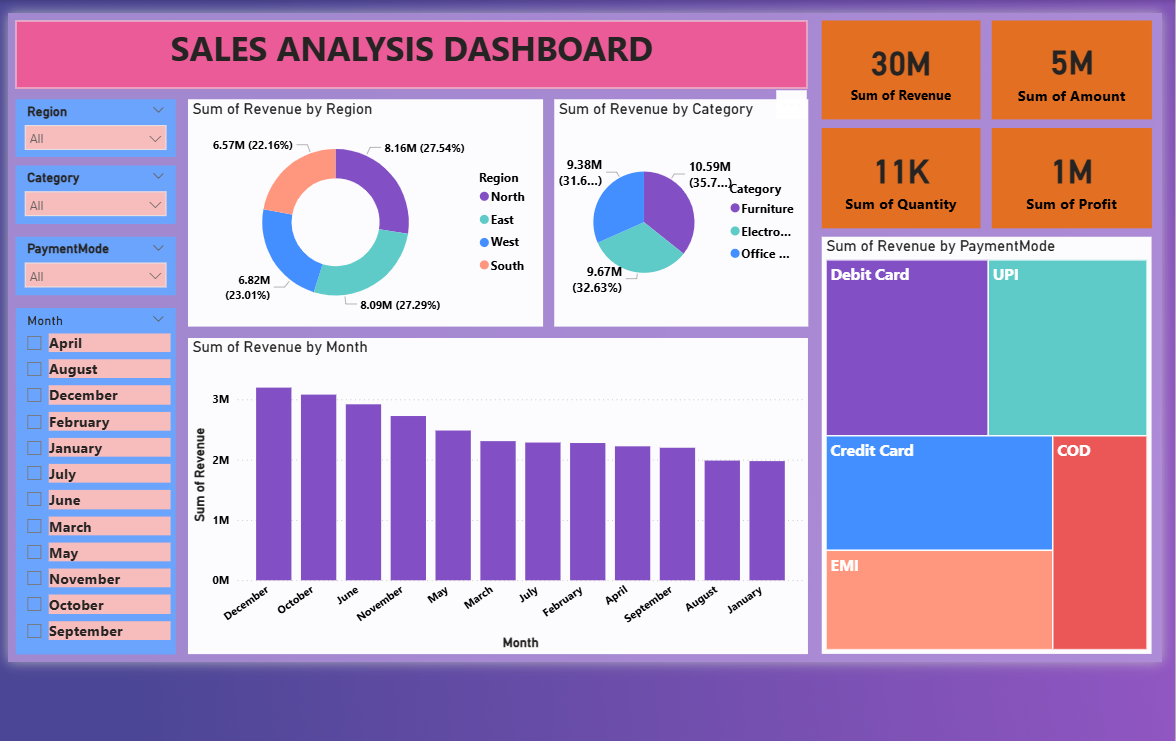 SALES ANALYSIS DASHBOARD
30M
Sum of Revenue
5M
Sum of Amount
11K
Sum of Quantity
1M
Sum of Profit
Region
All
Category
All
PaymentMode
All
Month
April
August
December
February
January
July
June
March
May
November
October
September
Sum of Revenue by Region
6.57M (22.16%)
8.16M (27.54%)
6.82M
(23.01%)
8.09M (27.29%)
Region
North
East
West
South
Sum of Revenue by Category
9.38M
(31.6...)
10.59M
(35.7...)
9.67M
(32.63%)
Category
Furniture
Electro...
Office ...
Sum of Revenue by Month
Sum of Revenue
3M
2M
1M
0M
December
October
June
November
May
March
July
February
April
September
August
January
Month
Sum of Revenue by PaymentMode
Debit Card
UPI
Credit Card
COD
EMI